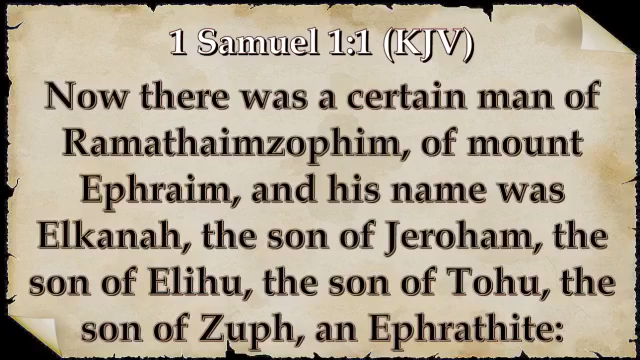 1 Samuel 1:1 (KJV)
Now there was a certain man of
Ramathaimzophim, of mount
Ephraim, and his name was
Elkanah, the son of Jeroham, the
son of Elihu, the son of Tohu, the
son of Zuph, an Ephrathite: